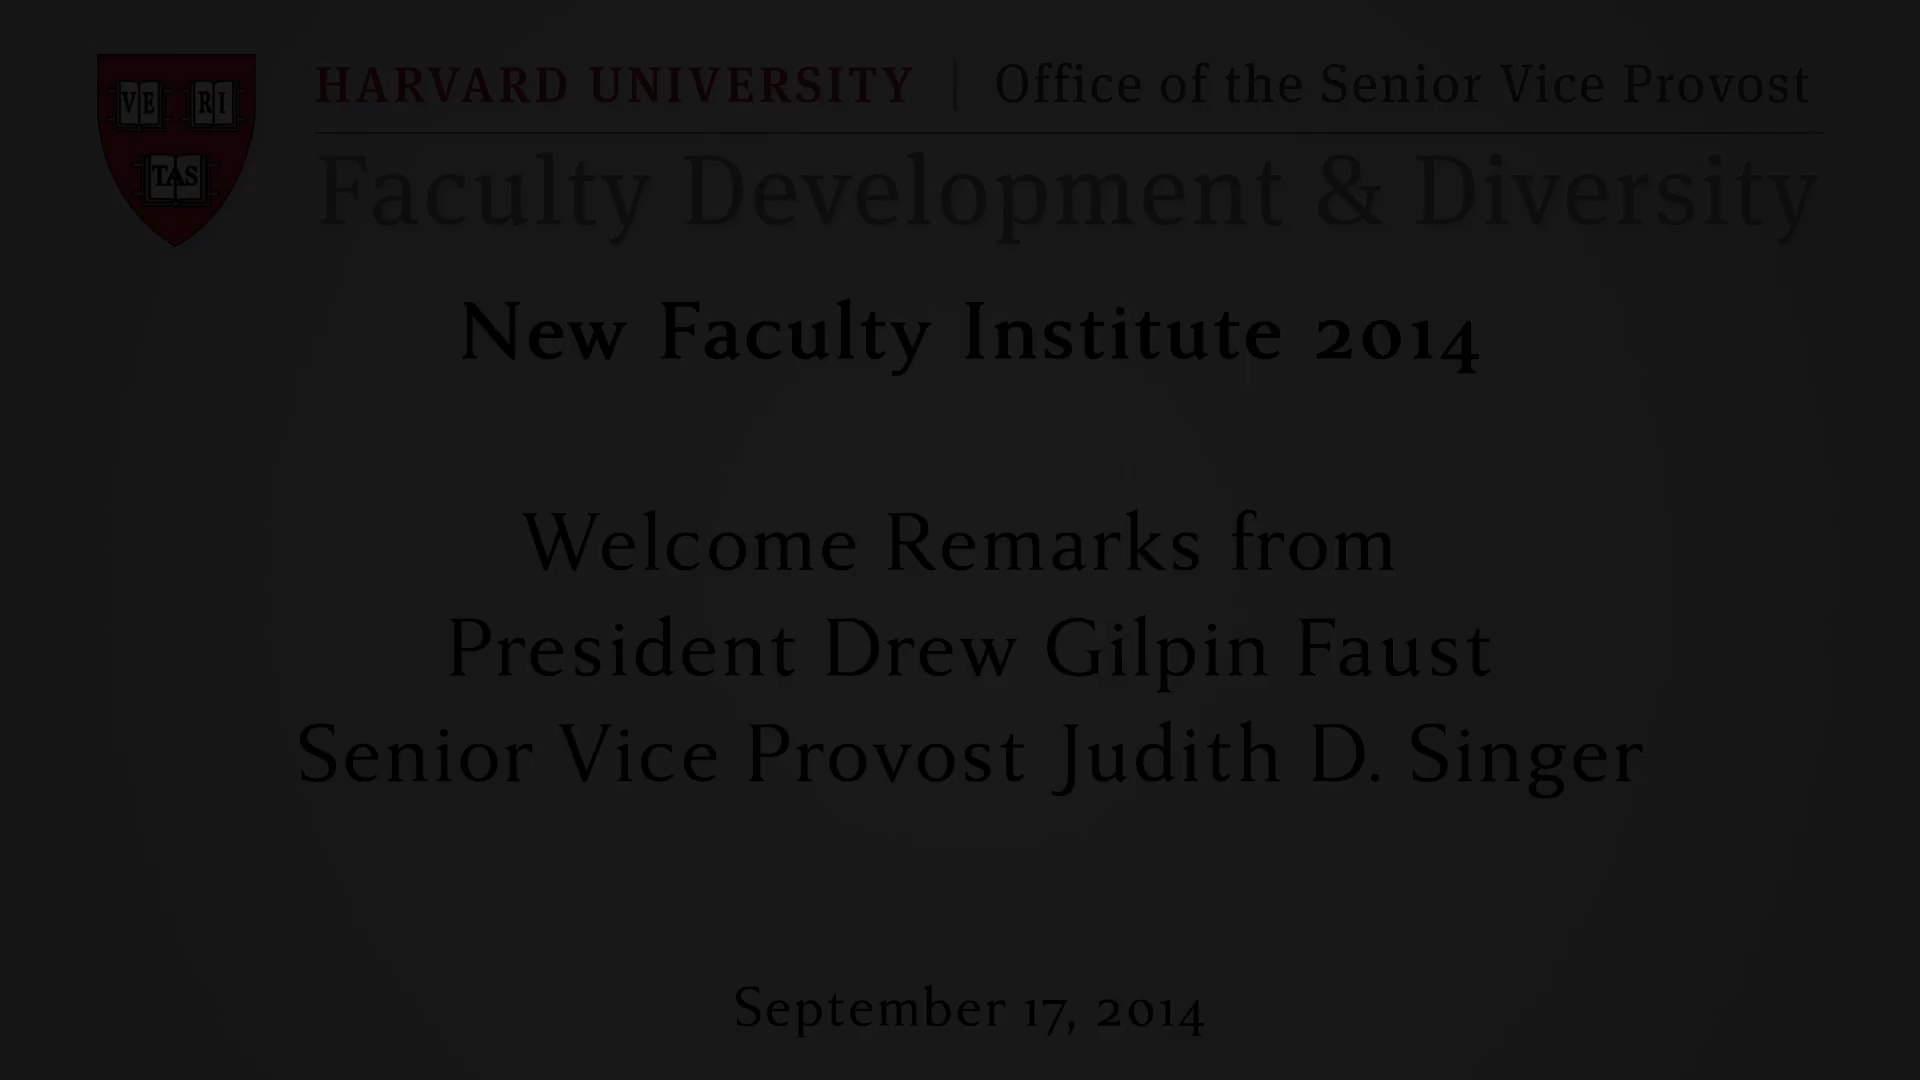 VE RI
TAS
HARVARD UNIVERSITY | Office of the Senior Vice Provost
Faculty Development & Diversity
New Faculty Institute 2014
Welcome Remarks from
President Drew Gilpin Faust
Senior Vice Provost Judith D. Singer
September 17, 2014